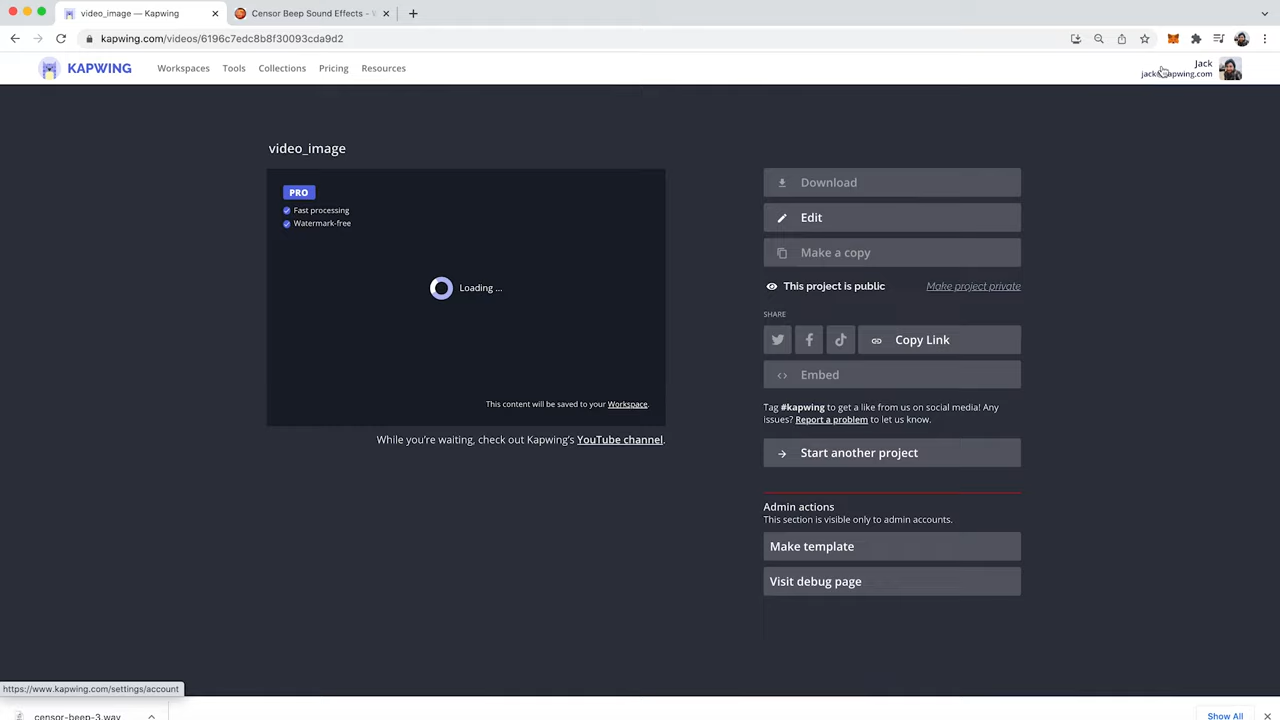 video_image — Kapwing
Censor Beep Sound Effects -
kapwing.com/videos/6196c7edc8b8f30093cda9d2
KAPWING
Workspaces
Tools
Collections
Pricing
Resources
Jack
jack@kapwing.com
video_image
PRO
Fast processing
Watermark-free
Loading ...
This content will be saved to your Workspace.
While you're waiting, check out Kapwing's YouTube channel.
Download
Edit
Make a copy
This project is public
Make project private
SHARE
Copy Link
Embed
Tag #kapwing to get a like from us on social media! Any
issues? Report a problem to let us know.
Start another project
Admin actions
This section is visible only to admin accounts.
Make template
Visit debug page
https://www.kapwing.com/settings/account
censor-beep-3.wav
Show All